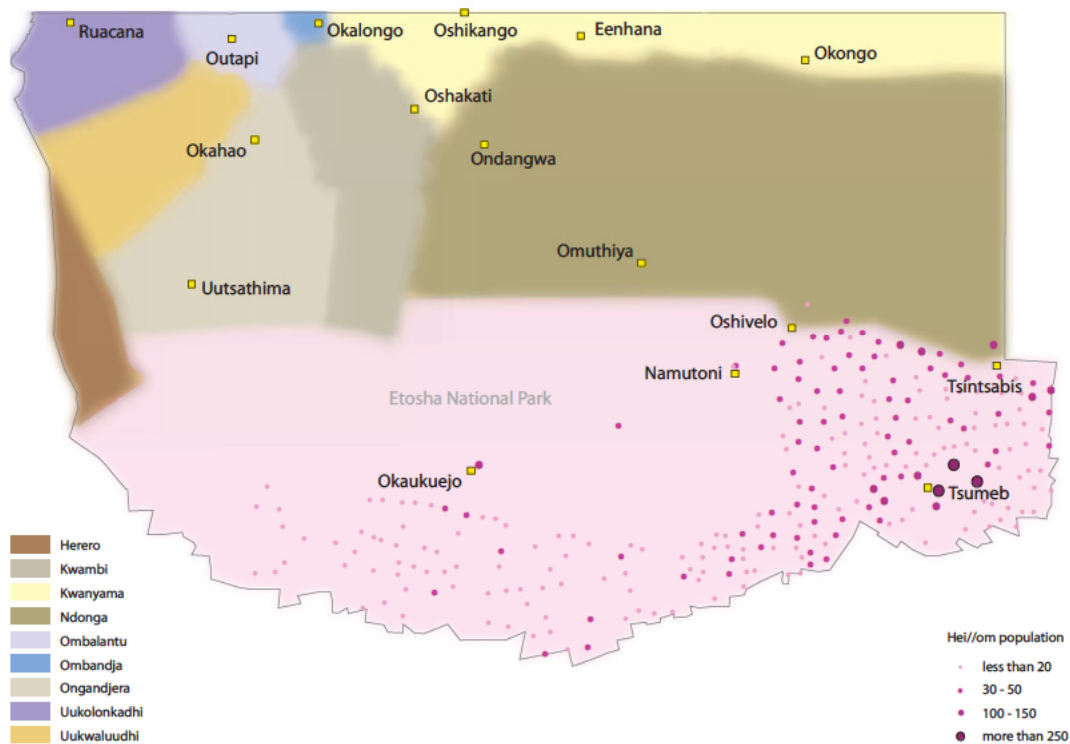 Ruacana
Okalongo
Oshikango
Eenhana
Outapi
Okongo
Oshakati
Okahao
Ondangwa
Omuthiya
Uutsathima
Oshivelo
Namutoni
Tsintsabis
Etosha National Park
Okaukuejo
Tsumeb
Herero
Kwambi
Kwanyama
Ndonga
Ombalantu
Ombandja
Ongandjera
Uukolonkadhi
Uukwaluudhi
Hei//om population
less than 20
30 - 50
100 - 150
more than 250